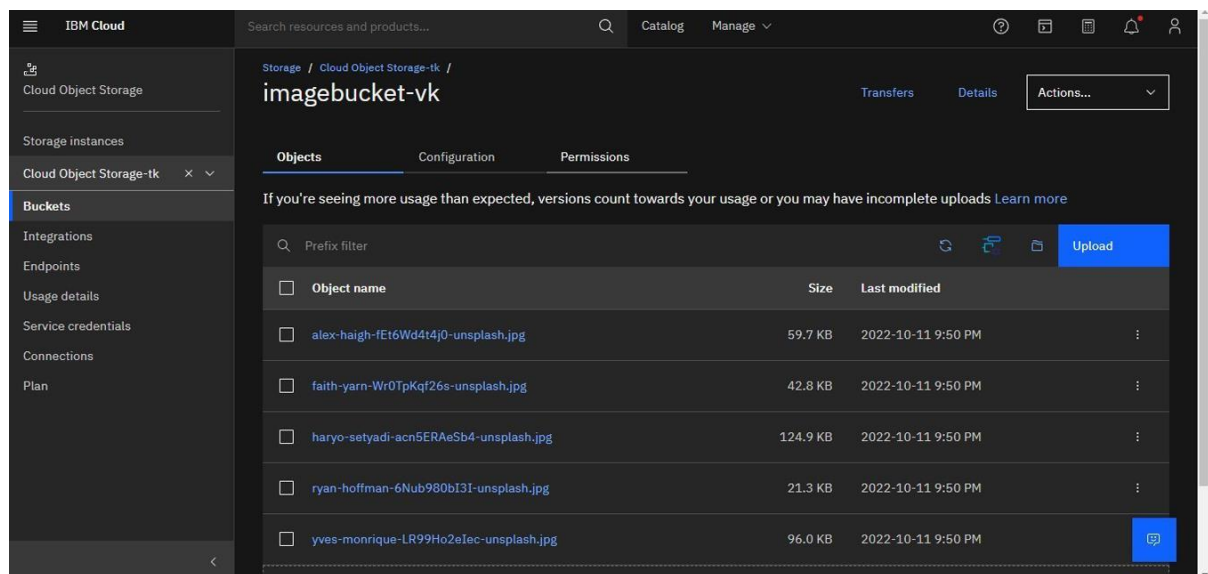 IBM Cloud
Search resources and products...
Catalog
Manage
Cloud Object Storage
Storage instances
Cloud Object Storage-tk
Buckets
Integrations
Endpoints
Usage details
Service credentials
Connections
Plan
Storage / Cloud Object Storage-tk /
imagebucket-vk
Transfers
Details
Actions...
Objects
Configuration
Permissions
If you're seeing more usage than expected, versions count towards your usage or you may have incomplete uploads Learn more
Prefix filter
Upload
Object name Size Last modified
alex-haigh-fEt6Wd4t4j0-unsplash.jpg 59.7 KB 2022-10-11 9:50 PM
faith-yarn-Wr0TpKqf26s-unsplash.jpg 42.8 KB 2022-10-11 9:50 PM
haryo-setyadi-acn5ERAeSb4-unsplash.jpg 124.9 KB 2022-10-11 9:50 PM
ryan-hoffman-6Nub980bI3I-unsplash.jpg 21.3 KB 2022-10-11 9:50 PM
yves-monrique-LR99Ho2eIec-unsplash.jpg 96.0 KB 2022-10-11 9:50 PM